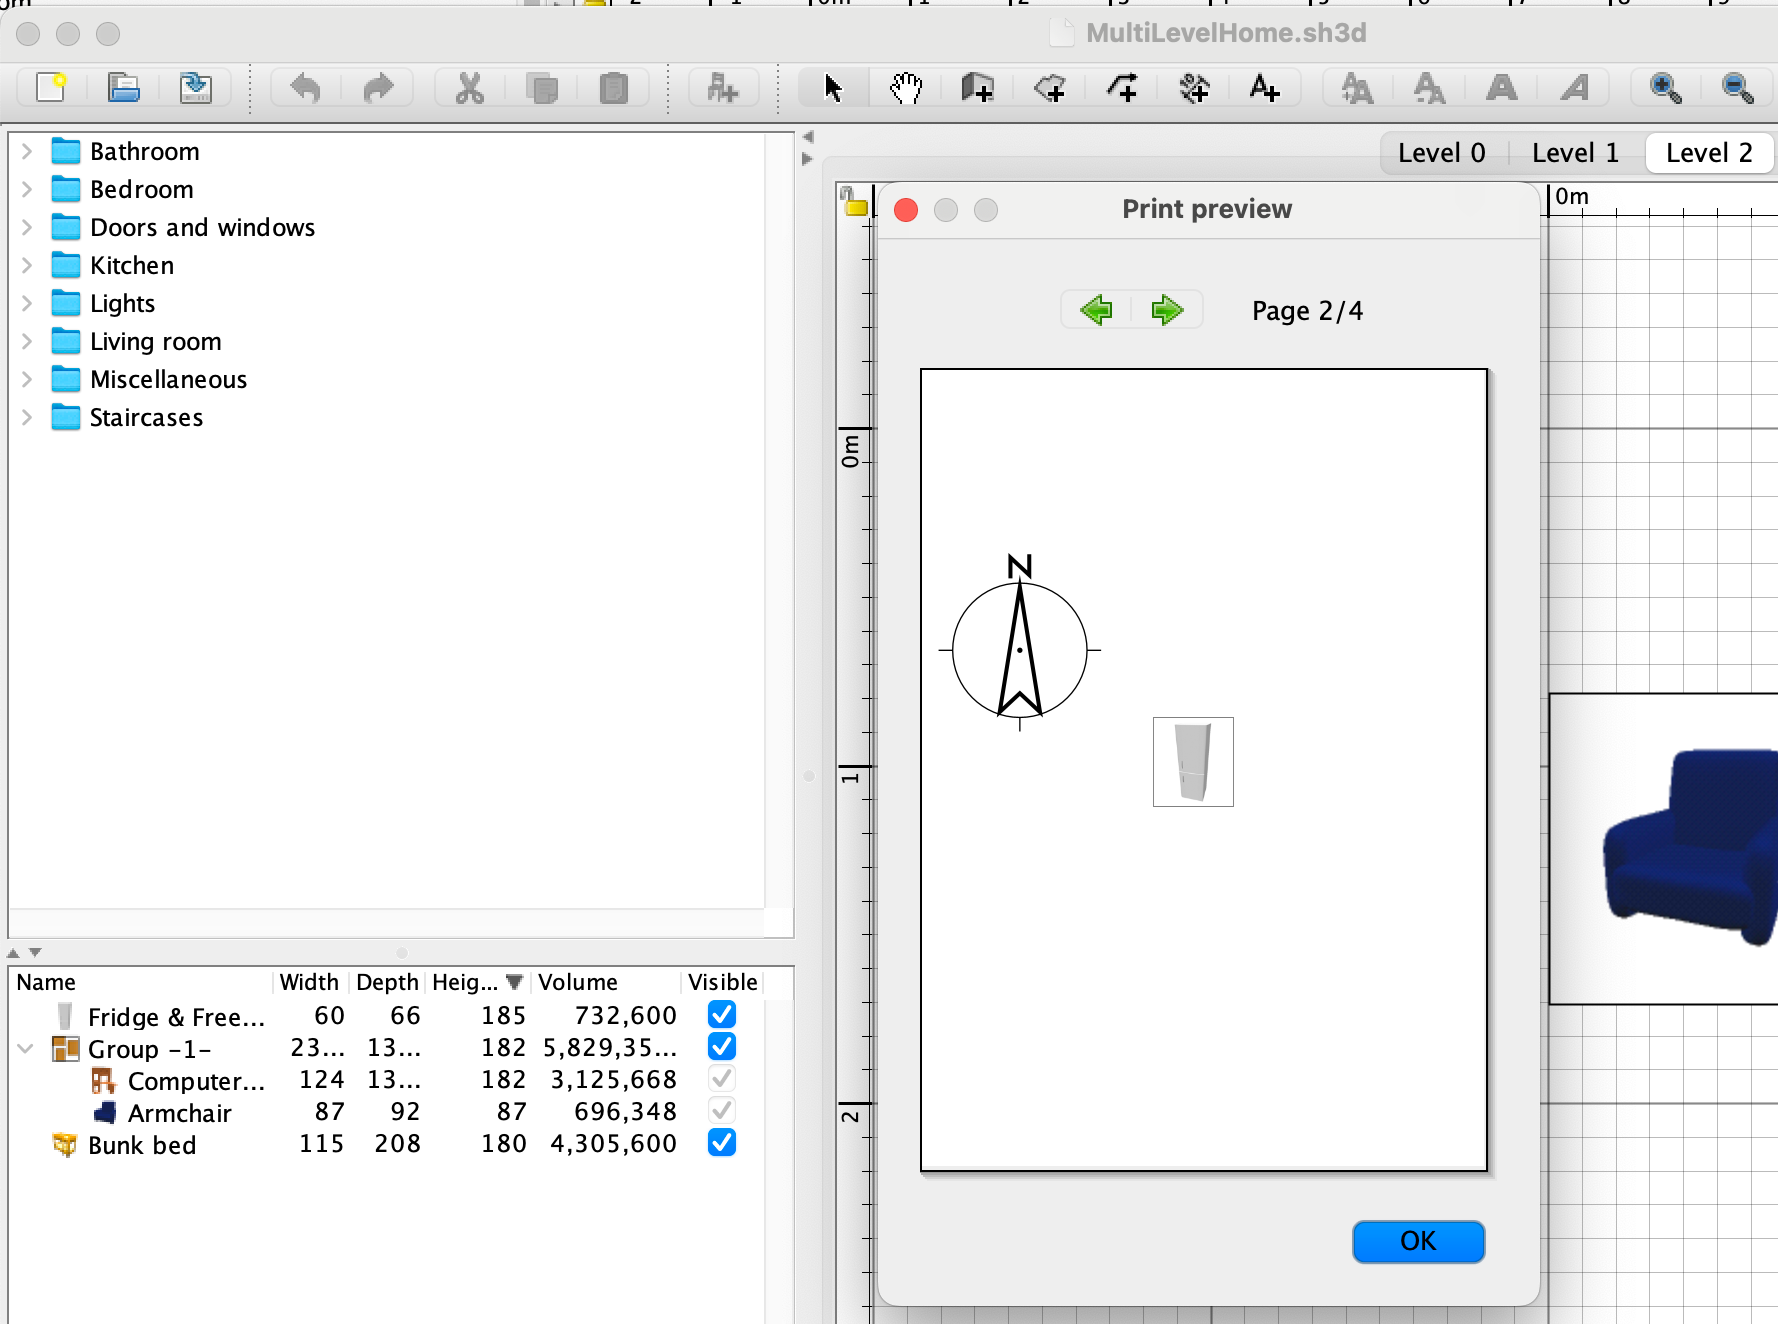 MultiLevelHome.sh3d
Level 0
Level 1
Level 2
Bathroom
Bedroom
Doors and windows
Kitchen
Lights
Living room
Miscellaneous
Staircases
0m
Print preview
Page 2/4
N
0m
1
2
OK
Name Width Depth Heig... Volume Visible
Fridge & Free... 60 66 185 732,600
Group -1- 23... 13... 182 5,829,35...
Computer... 124 13... 182 3,125,668
Armchair 87 92 87 696,348
Bunk bed 115 208 180 4,305,600